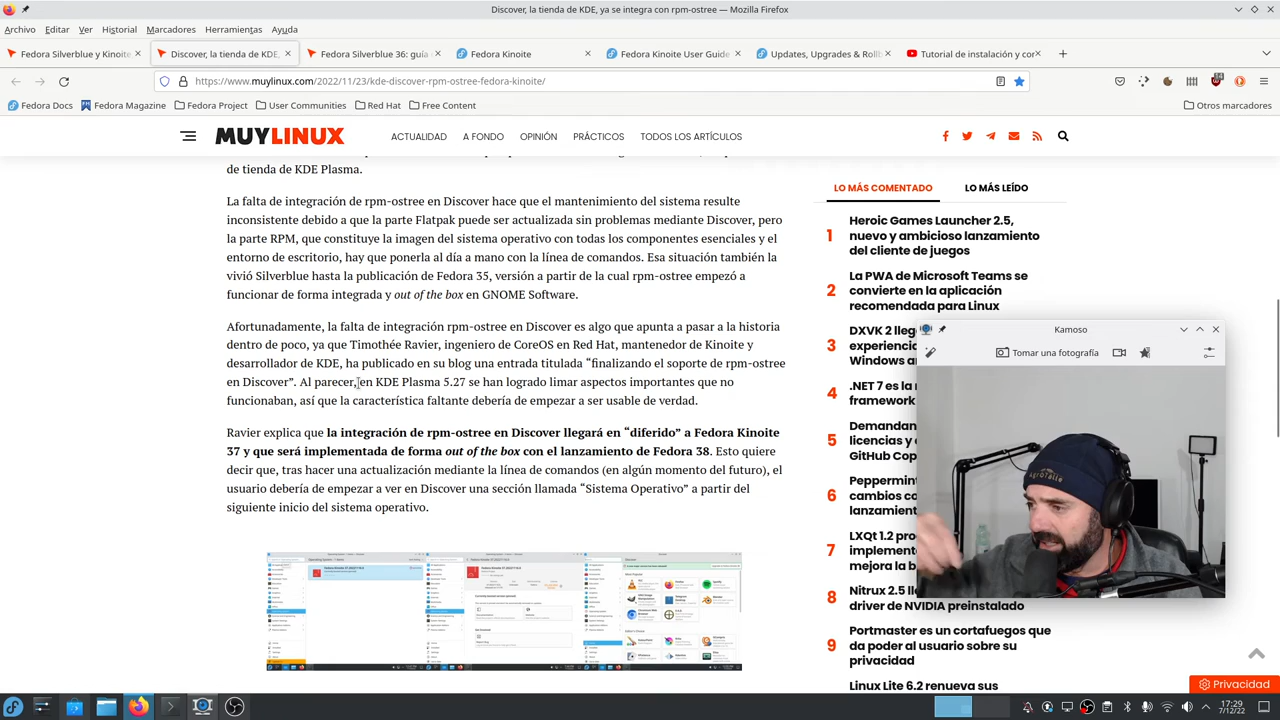 Discover, la tienda de KDE, ya se integra con rpm-ostree — Mozilla Firefox
Archivo Editar Ver Historial Marcadores Herramientas Ayuda
Fedora Silverblue y Kinoite
Discover, la tienda de KDE,
Fedora Silverblue 36: guía
Fedora Kinoite
Fedora Kinoite User Guide
Updates, Upgrades & Rollb
Tutorial de instalación y con
https://www.muylinux.com/2022/11/23/kde-discover-rpm-ostree-fedora-kinoite/
Fedora Docs Fedora Magazine Fedora Project User Communities Red Hat Free Content Otros marcadores
MUYLINUX ACTUALIDAD A FONDO OPINIÓN PRÁCTICOS TODOS LOS ARTÍCULOS
de tienda de KDE Plasma.
La falta de integración de rpm-ostree en Discover hace que el mantenimiento del sistema resulte
inconsistente debido a que la parte Flatpak puede ser actualizada sin problemas mediante Discover, pero
la parte RPM, que constituye la imagen del sistema operativo con todas los componentes esenciales y el
entorno de escritorio, hay que ponerla al día a mano con la línea de comandos. Esa situación también la
vivió Silverblue hasta la publicación de Fedora 35, versión a partir de la cual rpm-ostree empezó a
funcionar de forma integrada y out of the box en GNOME Software.
Afortunadamente, la falta de integración rpm-ostree en Discover es algo que apunta a pasar a la historia
dentro de poco, ya que Timothée Ravier, ingeniero de CoreOS en Red Hat, mantenedor de Kinoite y
desarrollador de KDE, ha publicado en su blog una entrada titulada “finalizando el soporte de rpm-ostree
en Discover”. Al parecer, en KDE Plasma 5.27 se han logrado limar aspectos importantes que no
funcionaban, así que la característica faltante debería de empezar a ser usable de verdad.
Ravier explica que la integración de rpm-ostree en Discover llegará en “diferido” a Fedora Kinoite
37 y que será implementada de forma out of the box con el lanzamiento de Fedora 38. Esto quiere
decir que, tras hacer una actualización mediante la línea de comandos (en algún momento del futuro), el
usuario debería de empezar a ver en Discover una sección llamada “Sistema Operativo” a partir del
siguiente inicio del sistema operativo.
LO MÁS COMENTADO LO MÁS LEÍDO
1 Heroic Games Launcher 2.5,
nuevo y ambicioso lanzamiento
del cliente de juegos
2 La PWA de Microsoft Teams se
convierte en la aplicación
recomendada para Linux
3 DXVK 2 lleg
experiencia
Windows a
4 .NET 7 es la
framework
5 Demandan
licencias y
GitHub Cop
6 Peppermint
cambios co
lanzamient
7 LXQt 1.2 pro
impleme
mejora la
8 Nitrux 2.5 ll
driver de NVIDIA preinstalado
9 Portmaster es un cortafuegos que
da poder al usuario sobre su
privacidad
Linux Lite 6.2 renueva sus
Kamoso
Tomar una fotografía
Privacidad
17:29
7/12/22